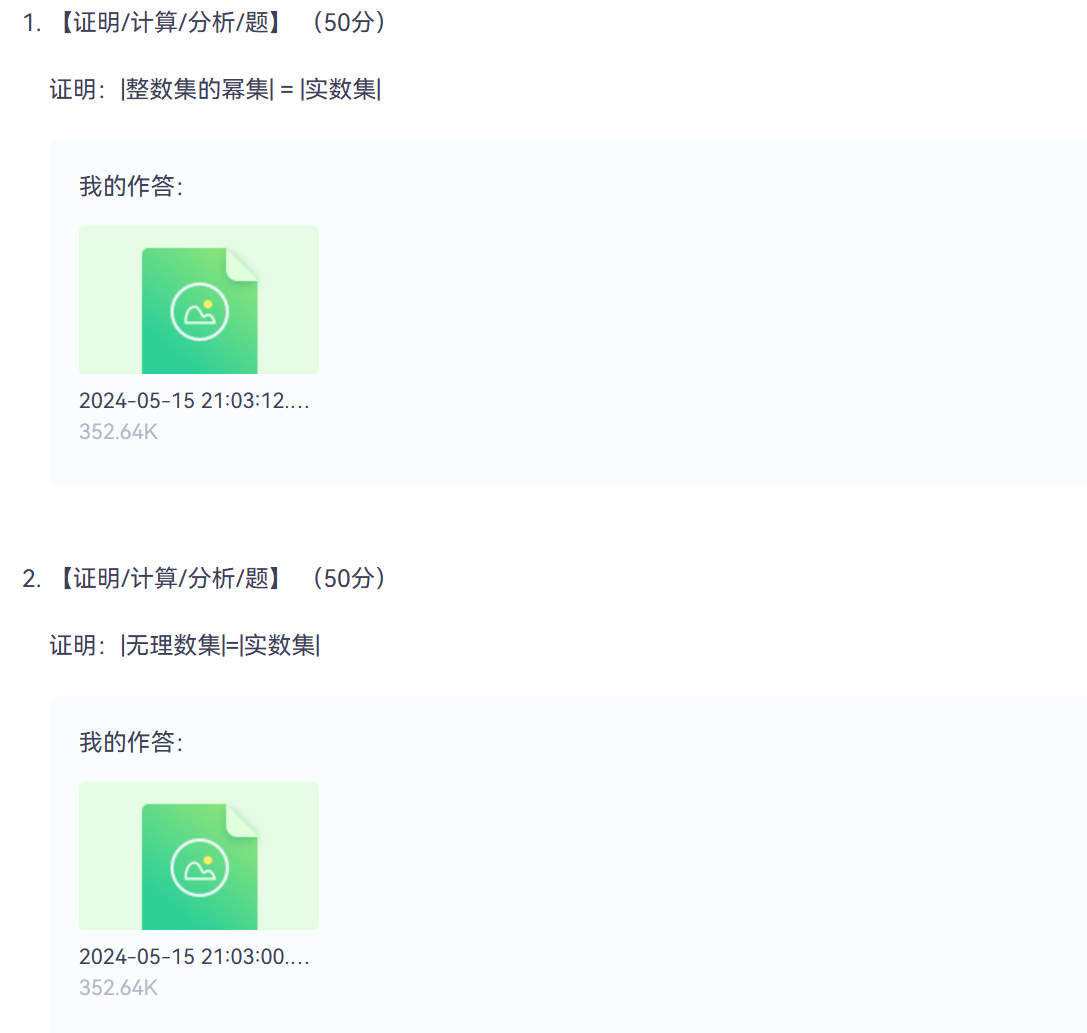 1. 【证明/计算/分析/题】 （50分）
证明：|整数集的幂集| = |实数集|
我的作答：
2024-05-15 21:03:12....
352.64K
2. 【证明/计算/分析/题】 （50分）
证明：|无理数集|=|实数集|
我的作答：
2024-05-15 21:03:00....
352.64K